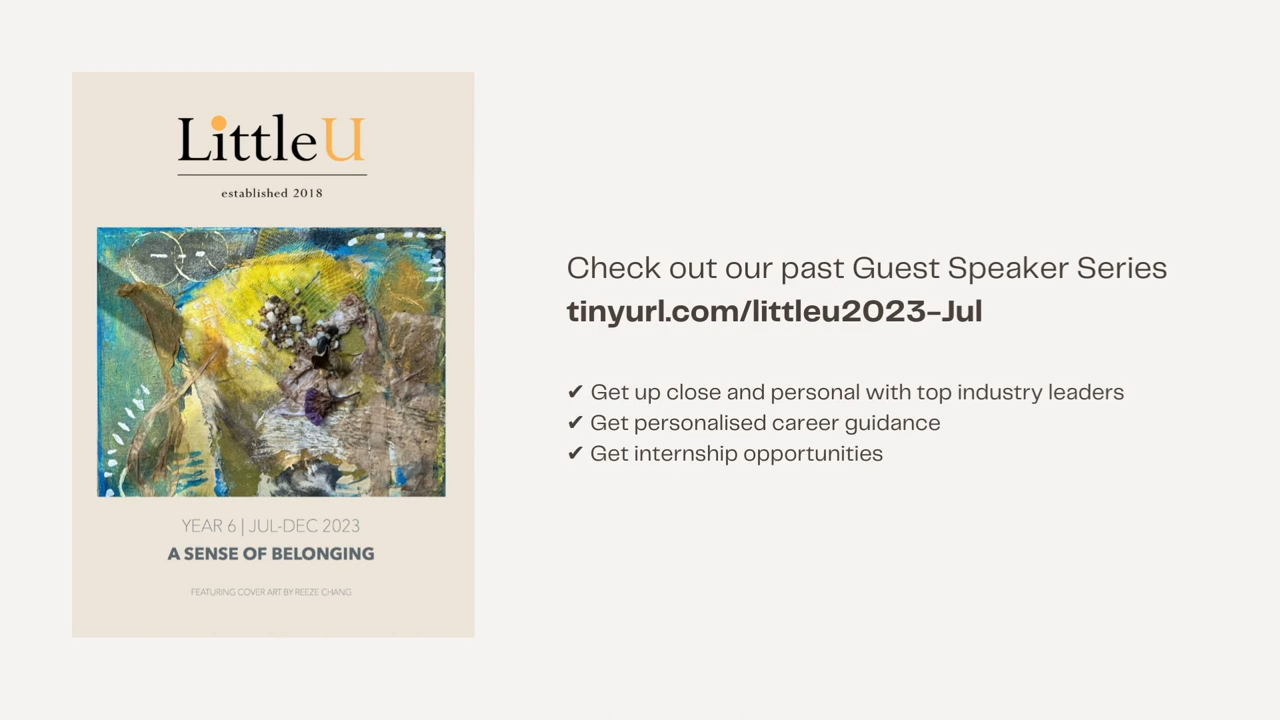 LittleU
established 2018
YEAR 6 | JUL-DEC 2023
A SENSE OF BELONGING
FEATURING COVER ART BY REEZE CHANG
Check out our past Guest Speaker Series
tinyurl.com/littleu2023-Jul
✔ Get up close and personal with top industry leaders
✔ Get personalised career guidance
✔ Get internship opportunities